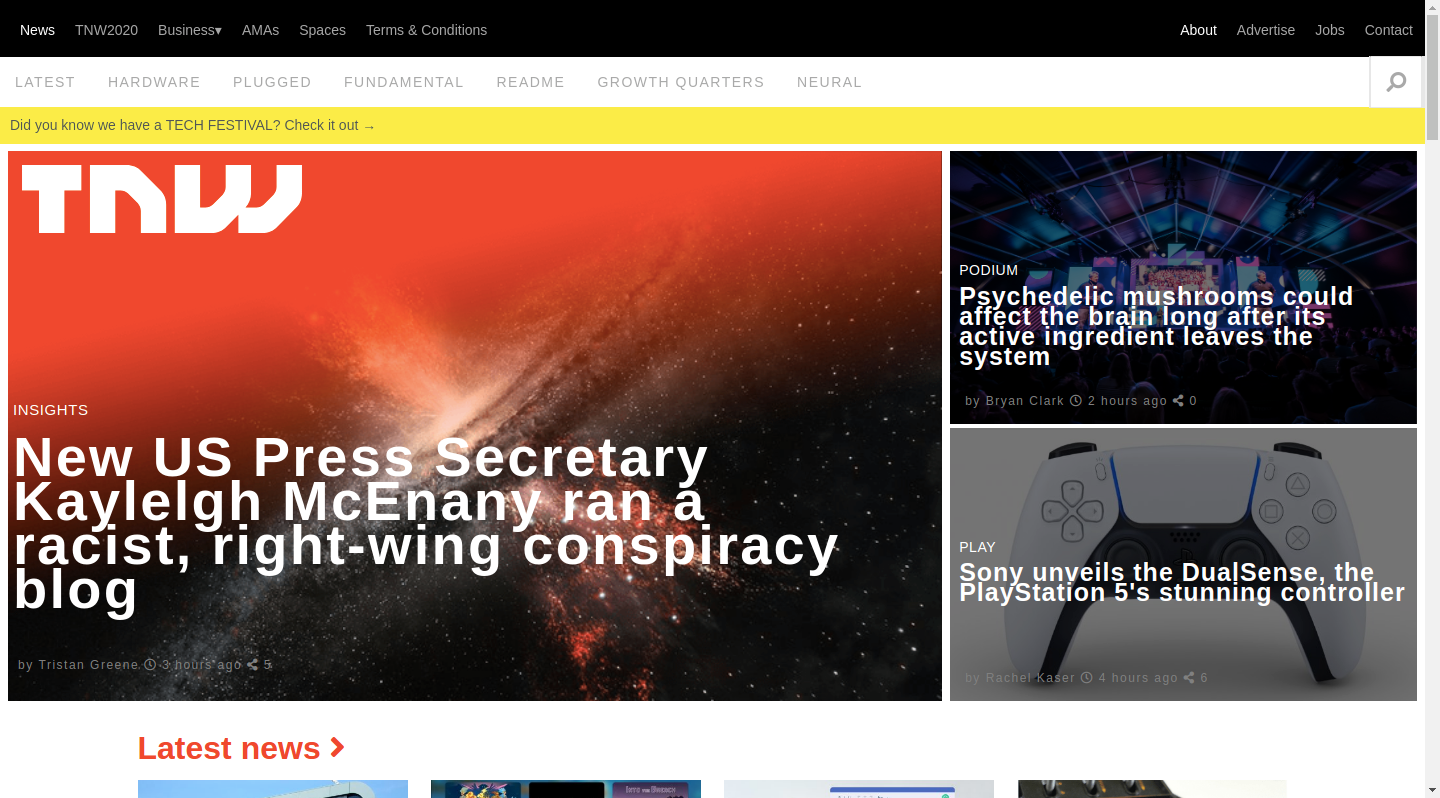 News TNW2020 Business▾ AMAs Spaces Terms & Conditions About Advertise Jobs Contact
LATEST HARDWARE PLUGGED FUNDAMENTAL README GROWTH QUARTERS NEURAL
Did you know we have a TECH FESTIVAL? Check it out →
TNW
INSIGHTS
New US Press Secretary
Kaylelgh McEnany ran a
racist, right-wing conspiracy
blog
by Tristan Greene 3 hours ago 5
PODIUM
Psychedelic mushrooms could
affect the brain long after its
active ingredient leaves the
system
by Bryan Clark 2 hours ago 0
PLAY
Sony unveils the DualSense, the
PlayStation 5's stunning controller
by Rachel Kaser 4 hours ago 6
Latest news
INTO THE BREACH